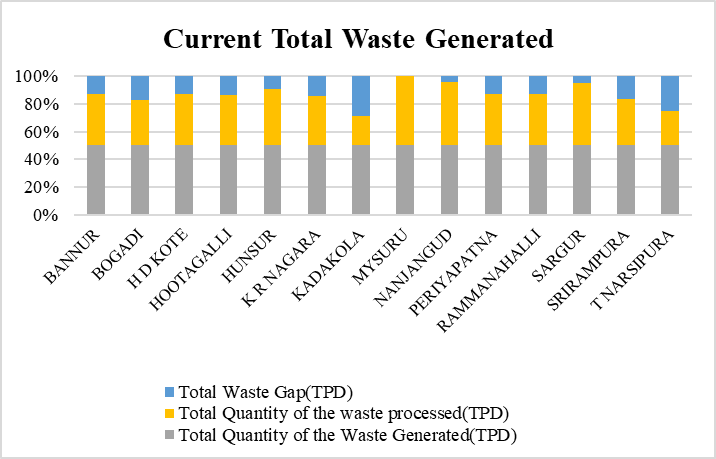 Current Total Waste Generated
100%
80%
60%
40%
20%
0%
BANNUR
BOGADI
H D KOTE
HOOTAGALLI
HUNSUR
K R NAGARA
KADAKOLA
MYSURU
NANJANGUD
PERIYAPATNA
RAMMANAHALLI
SARGUR
SRIRAMPURA
T NARSIPURA
Total Waste Gap(TPD)
Total Quantity of the waste processed(TPD)
Total Quantity of the Waste Generated(TPD)